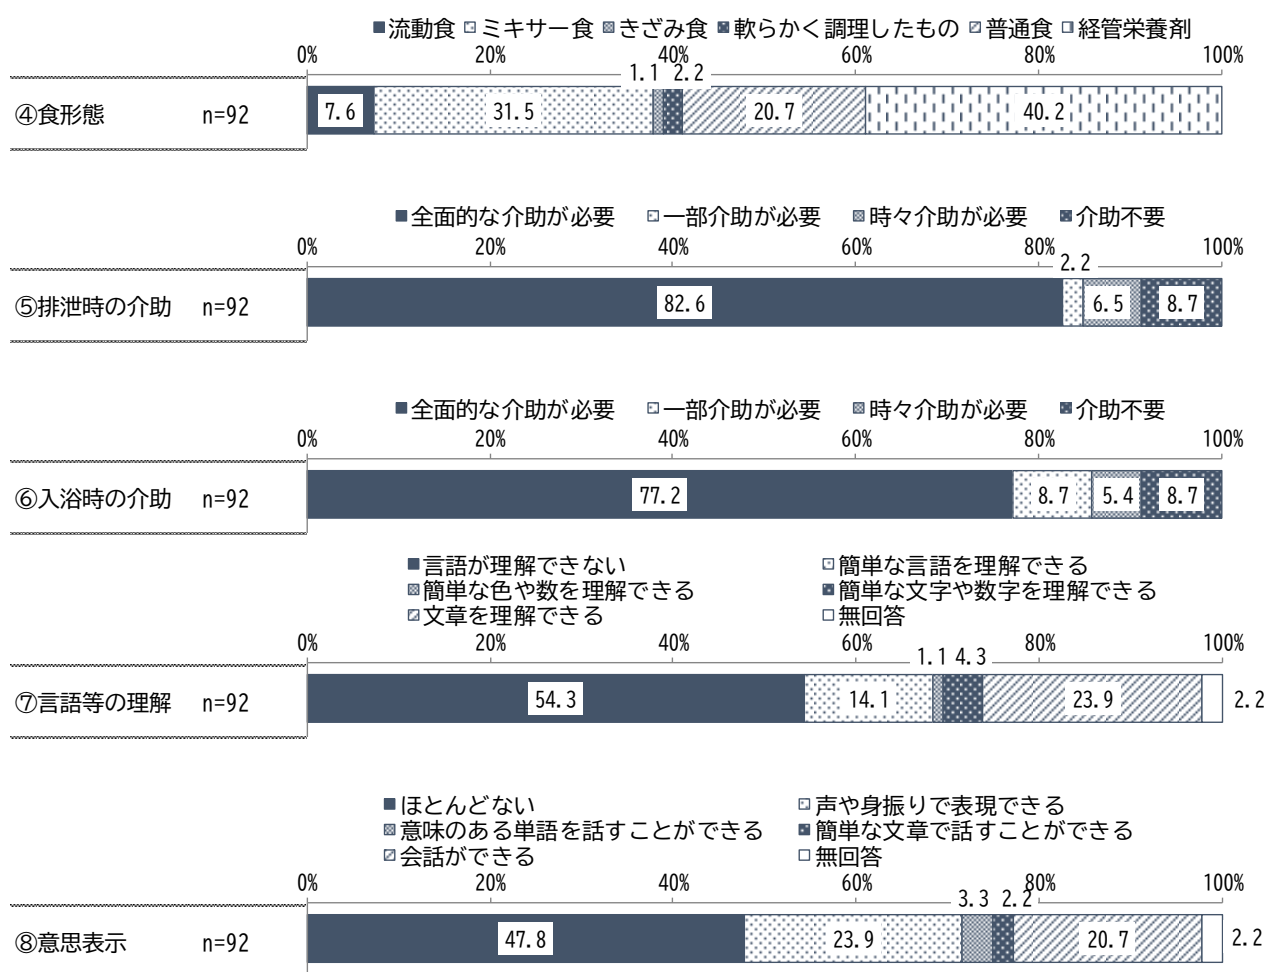 流動食 ミキサー食 きざみ食 軟らかく調理したもの 普通食 経管栄養剤
0% 20% 40% 60% 80% 100%
1.1 2.2
④食形態 n=92 7.6 31.5 20.7 40.2
全面的な介助が必要 一部介助が必要 時々介助が必要 介助不要
0% 20% 40% 60% 80% 100%
2.2
⑤排泄時の介助 n=92 82.6 6.5 8.7
全面的な介助が必要 一部介助が必要 時々介助が必要 介助不要
0% 20% 40% 60% 80% 100%
⑥入浴時の介助 n=92 77.2 8.7 5.4 8.7
言語が理解できない 簡単な言語を理解できる
簡単な色や数を理解できる 簡単な文字や数字を理解できる
文章を理解できる 無回答
0% 20% 40% 60% 80% 100%
1.1 4.3
⑦言語等の理解 n=92 54.3 14.1 23.9 2.2
ほとんどない 声や身振りで表現できる
意味のある単語を話すことができる 簡単な文章で話すことができる
会話ができる 無回答
0% 20% 40% 60% 80% 100%
3.3 2.2
⑧意思表示 n=92 47.8 23.9 20.7 2.2